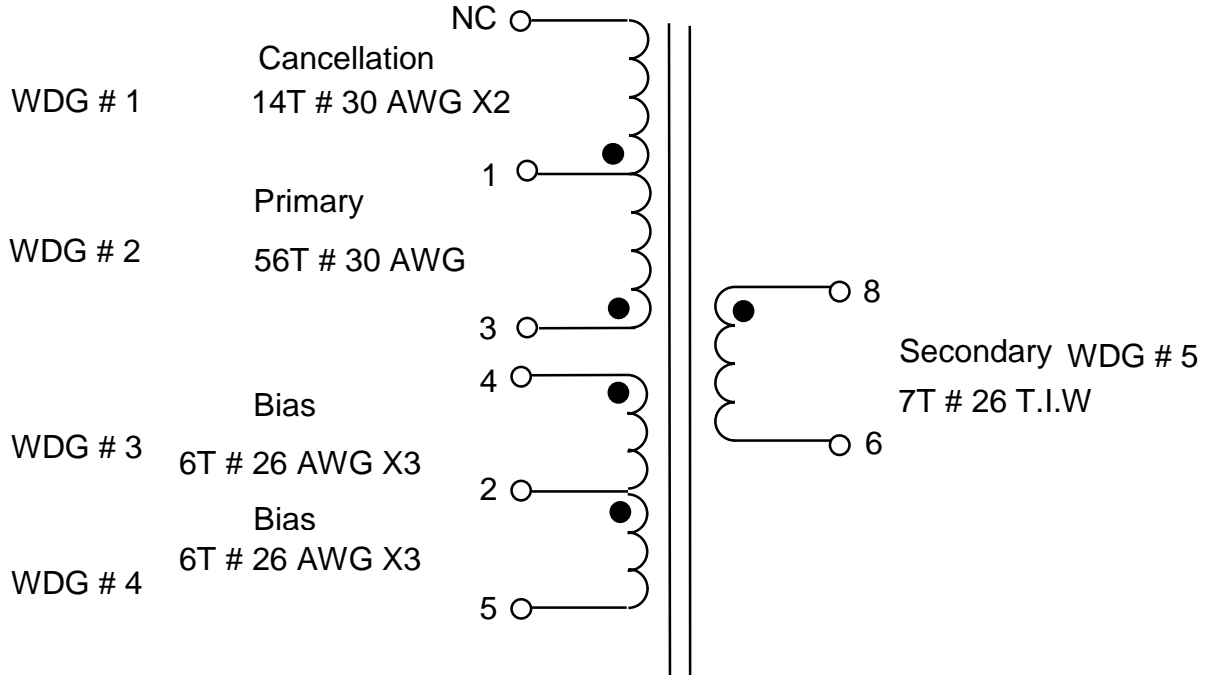 NC
Cancellation
WDG # 1
14T # 30 AWG X2
1
Primary
WDG # 2
56T # 30 AWG
3
4
Bias
WDG # 3
6T # 26 AWG X3
2
Bias
6T # 26 AWG X3
WDG # 4
5
8
Secondary WDG # 5
7T # 26 T.I.W
6